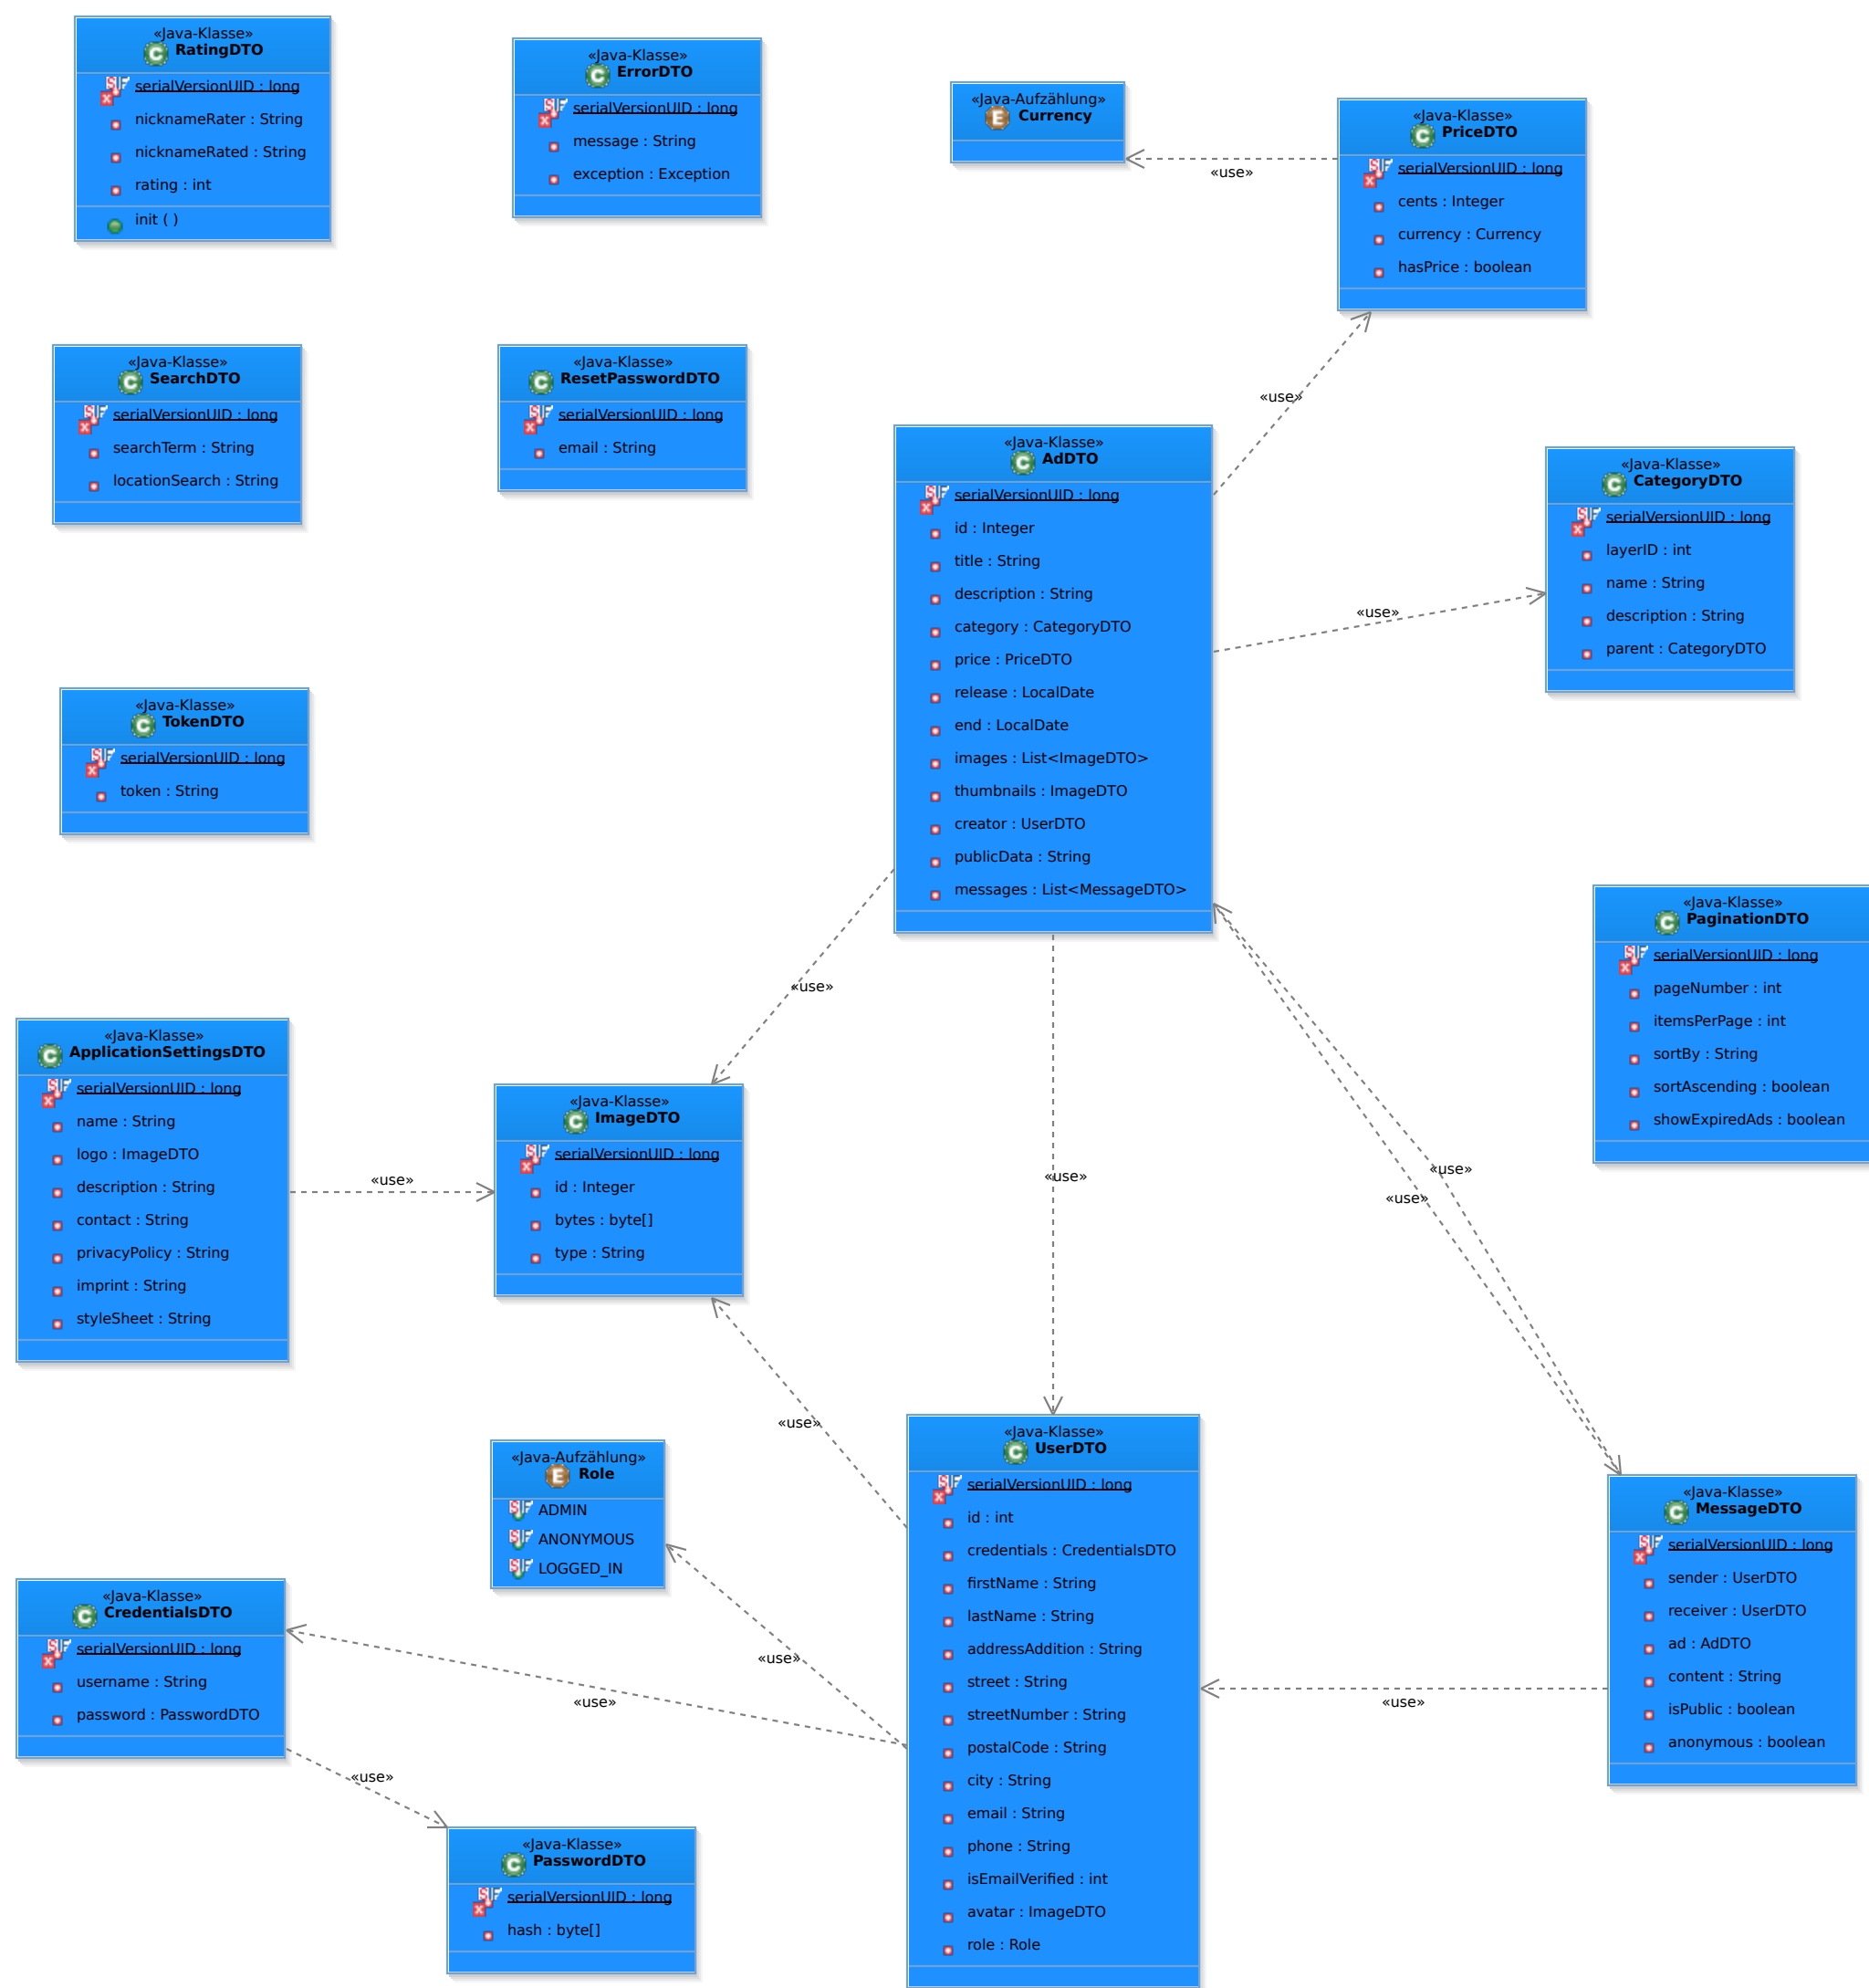 «Java-Klasse»
RatingDTO
serialVersionUID : long
nicknameRater : String
nicknameRated : String
rating : int
init ( )
«Java-Klasse»
ErrorDTO
serialVersionUID : long
message : String
exception : Exception
«Java-Aufzählung»
Currency
«use»
«Java-Klasse»
PriceDTO
serialVersionUID : long
cents : Integer
currency : Currency
hasPrice : boolean
«Java-Klasse»
SearchDTO
serialVersionUID : long
searchTerm : String
locationSearch : String
«Java-Klasse»
ResetPasswordDTO
serialVersionUID : long
email : String
«use»
«Java-Klasse»
AdDTO
serialVersionUID : long
id : Integer
title : String
description : String
category : CategoryDTO
price : PriceDTO
release : LocalDate
end : LocalDate
images : List<ImageDTO>
thumbnails : ImageDTO
creator : UserDTO
publicData : String
messages : List<MessageDTO>
«use»
«Java-Klasse»
CategoryDTO
serialVersionUID : long
layerID : int
name : String
description : String
parent : CategoryDTO
«Java-Klasse»
TokenDTO
serialVersionUID : long
token : String
«Java-Klasse»
PaginationDTO
serialVersionUID : long
pageNumber : int
itemsPerPage : int
sortBy : String
sortAscending : boolean
showExpiredAds : boolean
«use»
«Java-Klasse»
ApplicationSettingsDTO
serialVersionUID : long
name : String
logo : ImageDTO
description : String
contact : String
privacyPolicy : String
imprint : String
styleSheet : String
«use»
«Java-Klasse»
ImageDTO
serialVersionUID : long
id : Integer
bytes : byte[]
type : String
«use»
«use»
«use»
«use»
«Java-Aufzählung»
Role
ADMIN
ANONYMOUS
LOGGED_IN
«Java-Klasse»
UserDTO
serialVersionUID : long
id : int
credentials : CredentialsDTO
firstName : String
lastName : String
addressAddition : String
street : String
streetNumber : String
postalCode : String
city : String
email : String
phone : String
isEmailVerified : int
avatar : ImageDTO
role : Role
«Java-Klasse»
MessageDTO
serialVersionUID : long
sender : UserDTO
receiver : UserDTO
ad : AdDTO
content : String
isPublic : boolean
anonymous : boolean
«Java-Klasse»
CredentialsDTO
serialVersionUID : long
username : String
password : PasswordDTO
«use»
«use»
«use»
«use»
«Java-Klasse»
PasswordDTO
serialVersionUID : long
hash : byte[]